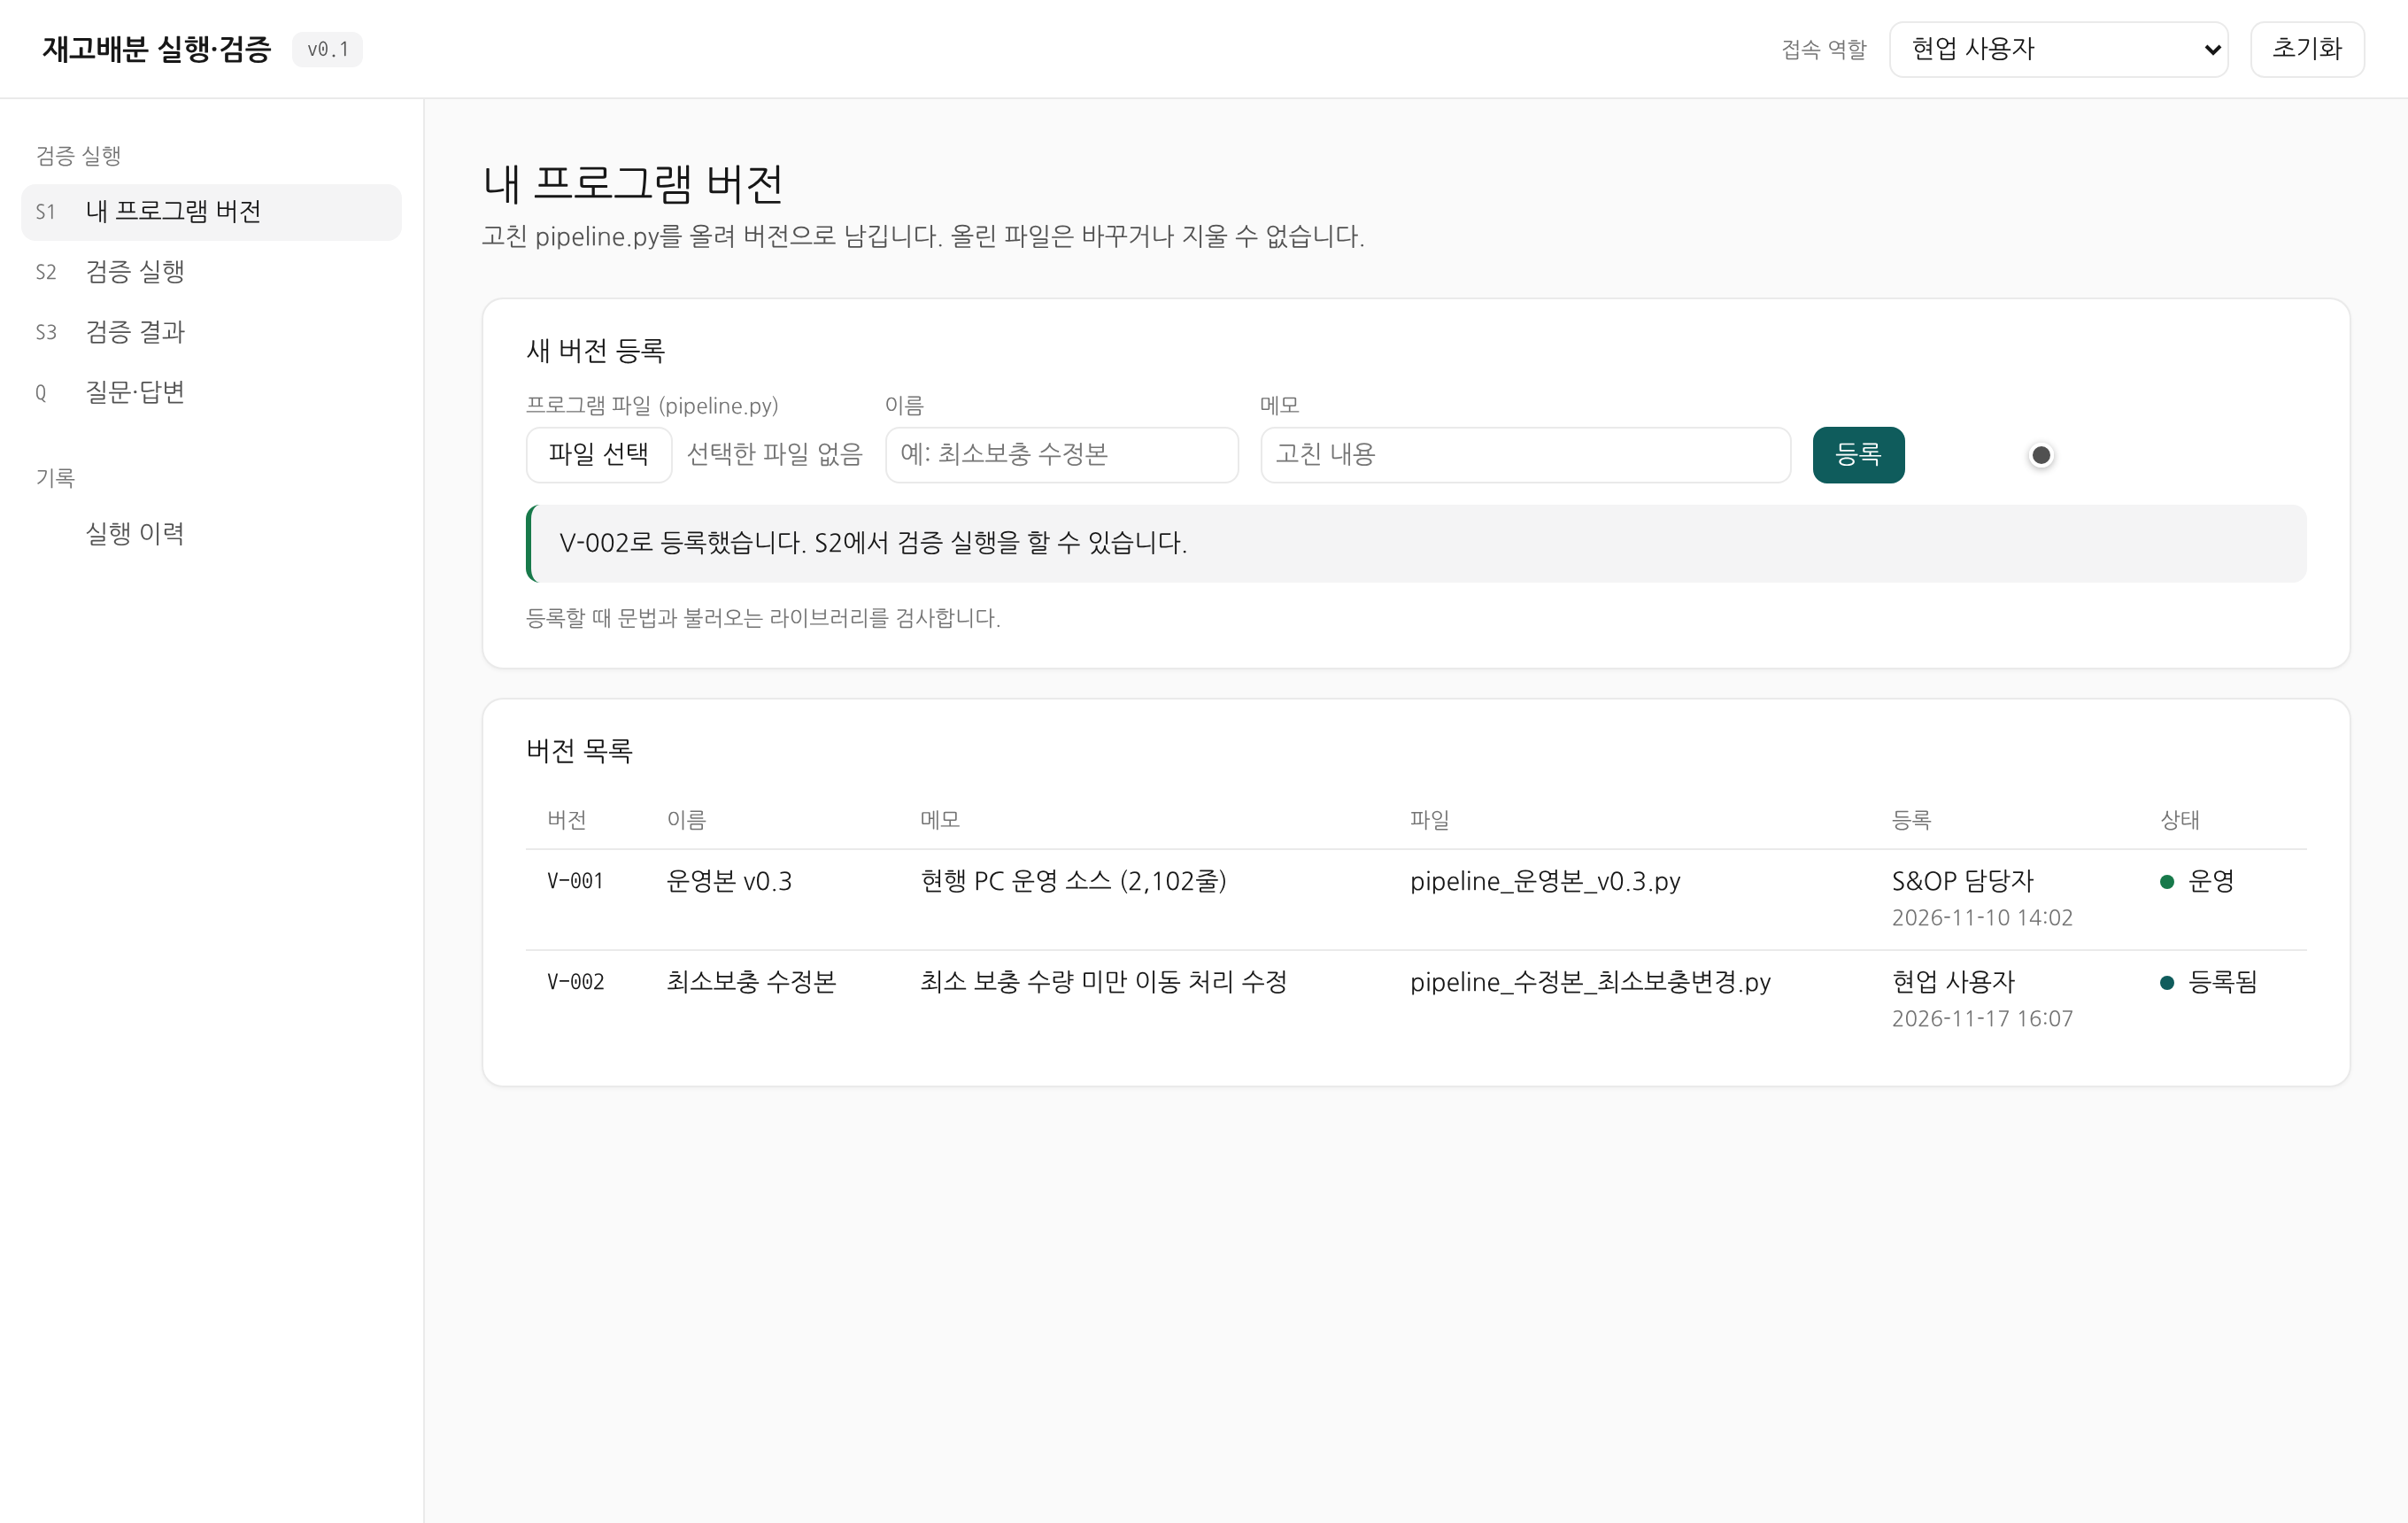 재고배분 실행·검증 v0.1 접속 역할 현업 사용자 초기화
검증 실행
S1 내 프로그램 버전
S2 검증 실행
S3 검증 결과
Q 질문·답변
기록
실행 이력
내 프로그램 버전
고친 pipeline.py를 올려 버전으로 남깁니다. 올린 파일은 바꾸거나 지울 수 없습니다.
새 버전 등록
프로그램 파일 (pipeline.py) 이름 메모
파일 선택 선택한 파일 없음 예: 최소보충 수정본 고친 내용 등록
V-002로 등록했습니다. S2에서 검증 실행을 할 수 있습니다.
등록할 때 문법과 불러오는 라이브러리를 검사합니다.
버전 목록
버전 이름 메모 파일 등록 상태
V-001 운영본 v0.3 현행 PC 운영 소스 (2,102줄) pipeline_운영본_v0.3.py S&OP 담당자 운영
2026-11-10 14:02
V-002 최소보충 수정본 최소 보충 수량 미만 이동 처리 수정 pipeline_수정본_최소보충변경.py 현업 사용자 등록됨
2026-11-17 16:07